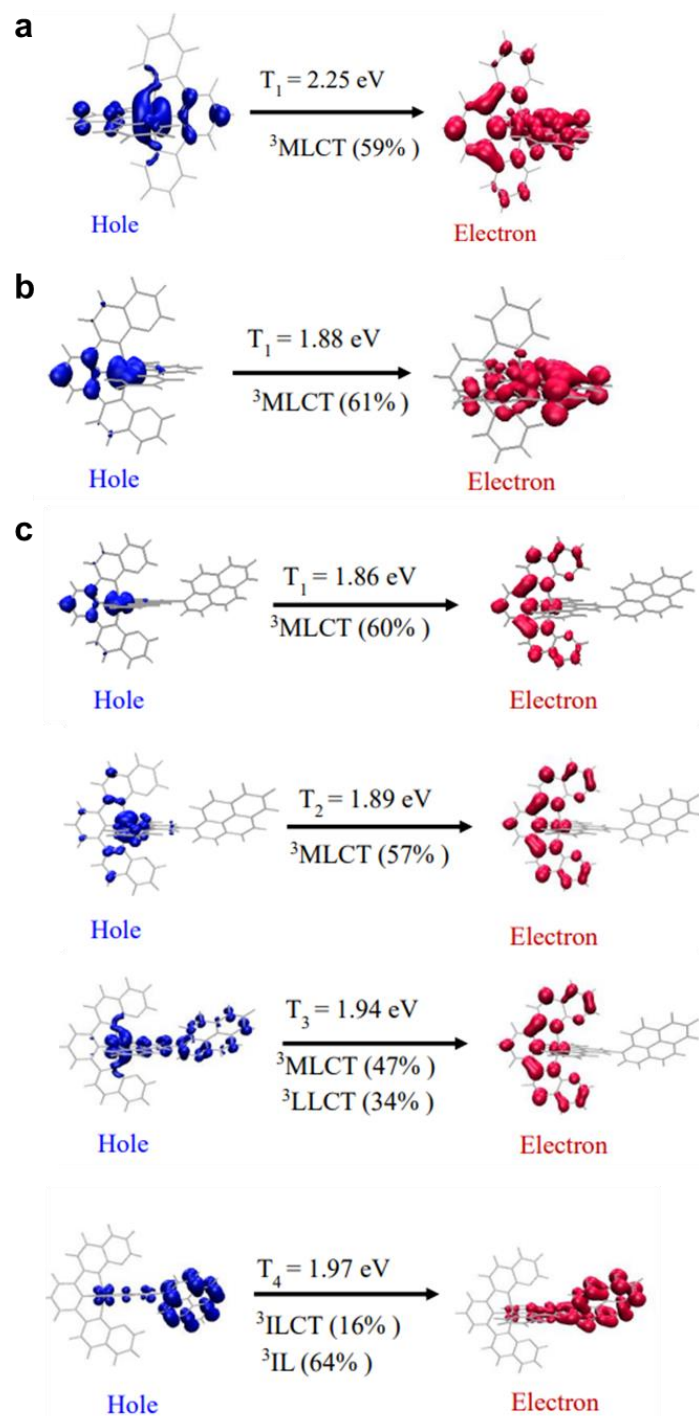 a
T₁ = 2.25 eV
³MLCT (59% )
Hole
Electron
b
T₁ = 1.88 eV
³MLCT (61% )
Hole
Electron
c
T₁ = 1.86 eV
³MLCT (60% )
Hole
Electron
T₂ = 1.89 eV
³MLCT (57% )
Hole
Electron
T₃ = 1.94 eV
³MLCT (47% )
³LLCT (34% )
Hole
Electron
T₄ = 1.97 eV
³ILCT (16% )
³IL (64% )
Hole
Electron